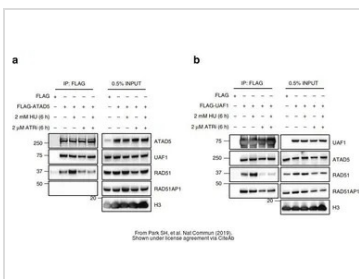 a
IP: FLAG 0.5% INPUT
FLAG + - - - - + - - - -
FLAG-ATAD5 - + + + + - + + + +
2 mM HU (6 h) - - + - + - - + - +
2 µM ATRi (6 h) - - - + + - - - + +
250 ATAD5
75 UAF1
37 RAD51
50 RAD51AP1
20 H3
b
IP: FLAG 0.5% INPUT
FLAG
FLAG-UAF1
2 mM HU (6 h)
2 µM ATRi (6 h)
75 UAF1
250 ATAD5
37 RAD51
50 RAD51AP1
20 H3
From Park SH, et al. Nat Commun (2019).
Shown under license agreement via CiteAb